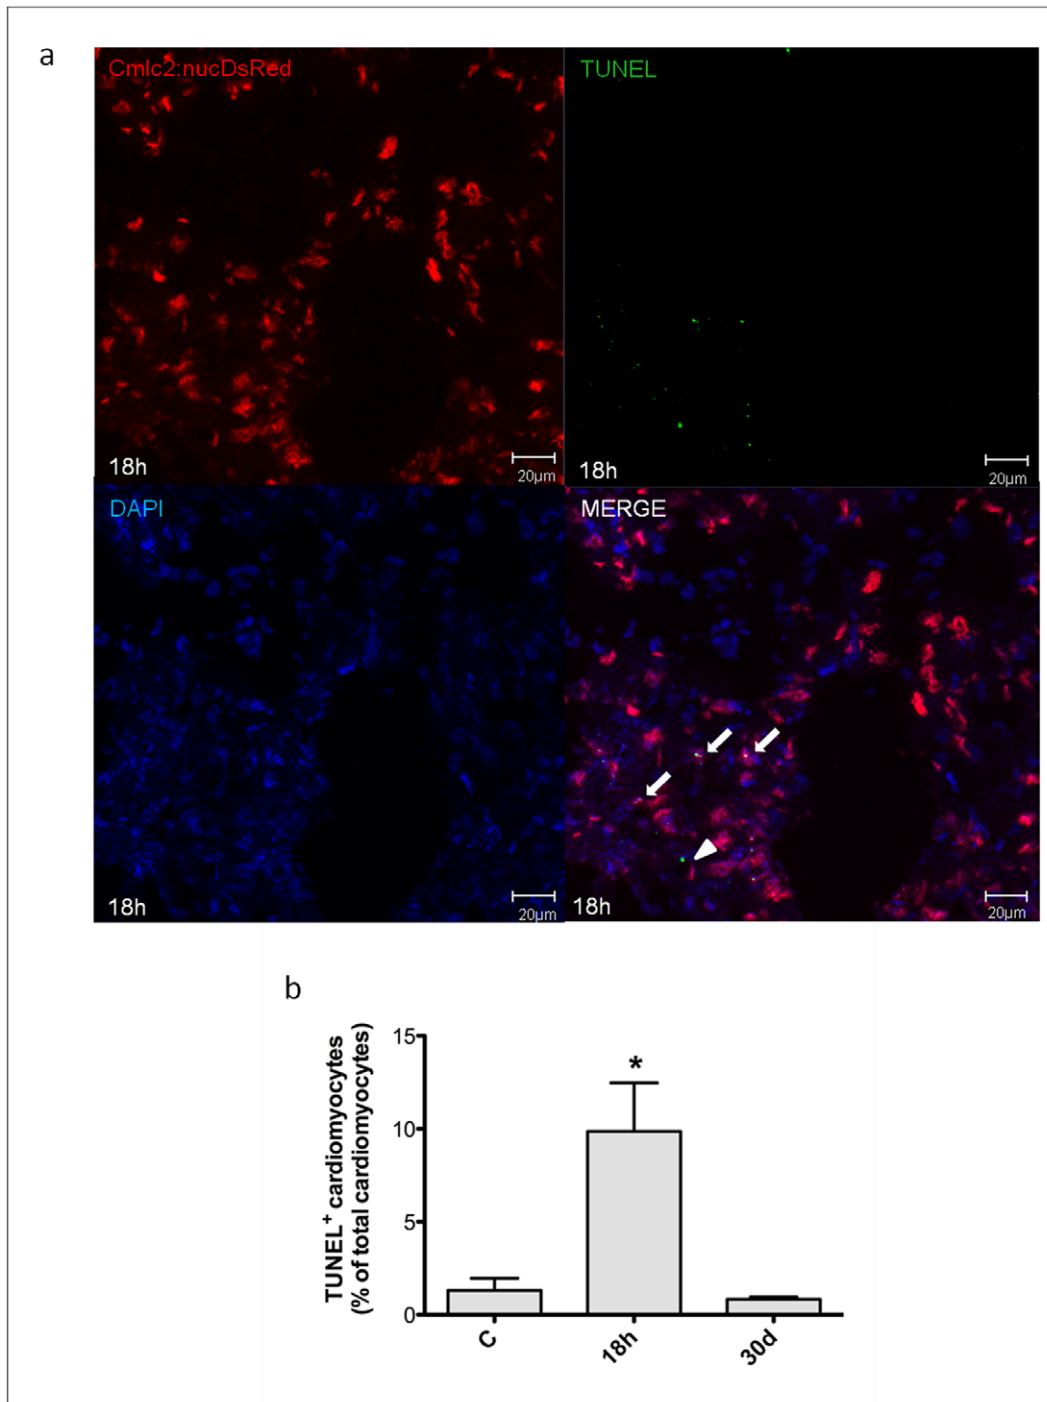 a
Cmlc2:nucDsRed
TUNEL
18h
20µm
18h
20µm
DAPI
MERGE
18h
20µm
18h
20µm
b
TUNEL⁺ cardiomyocytes
(% of total cardiomyocytes)
15
10
5
0
*
C
18h
30d